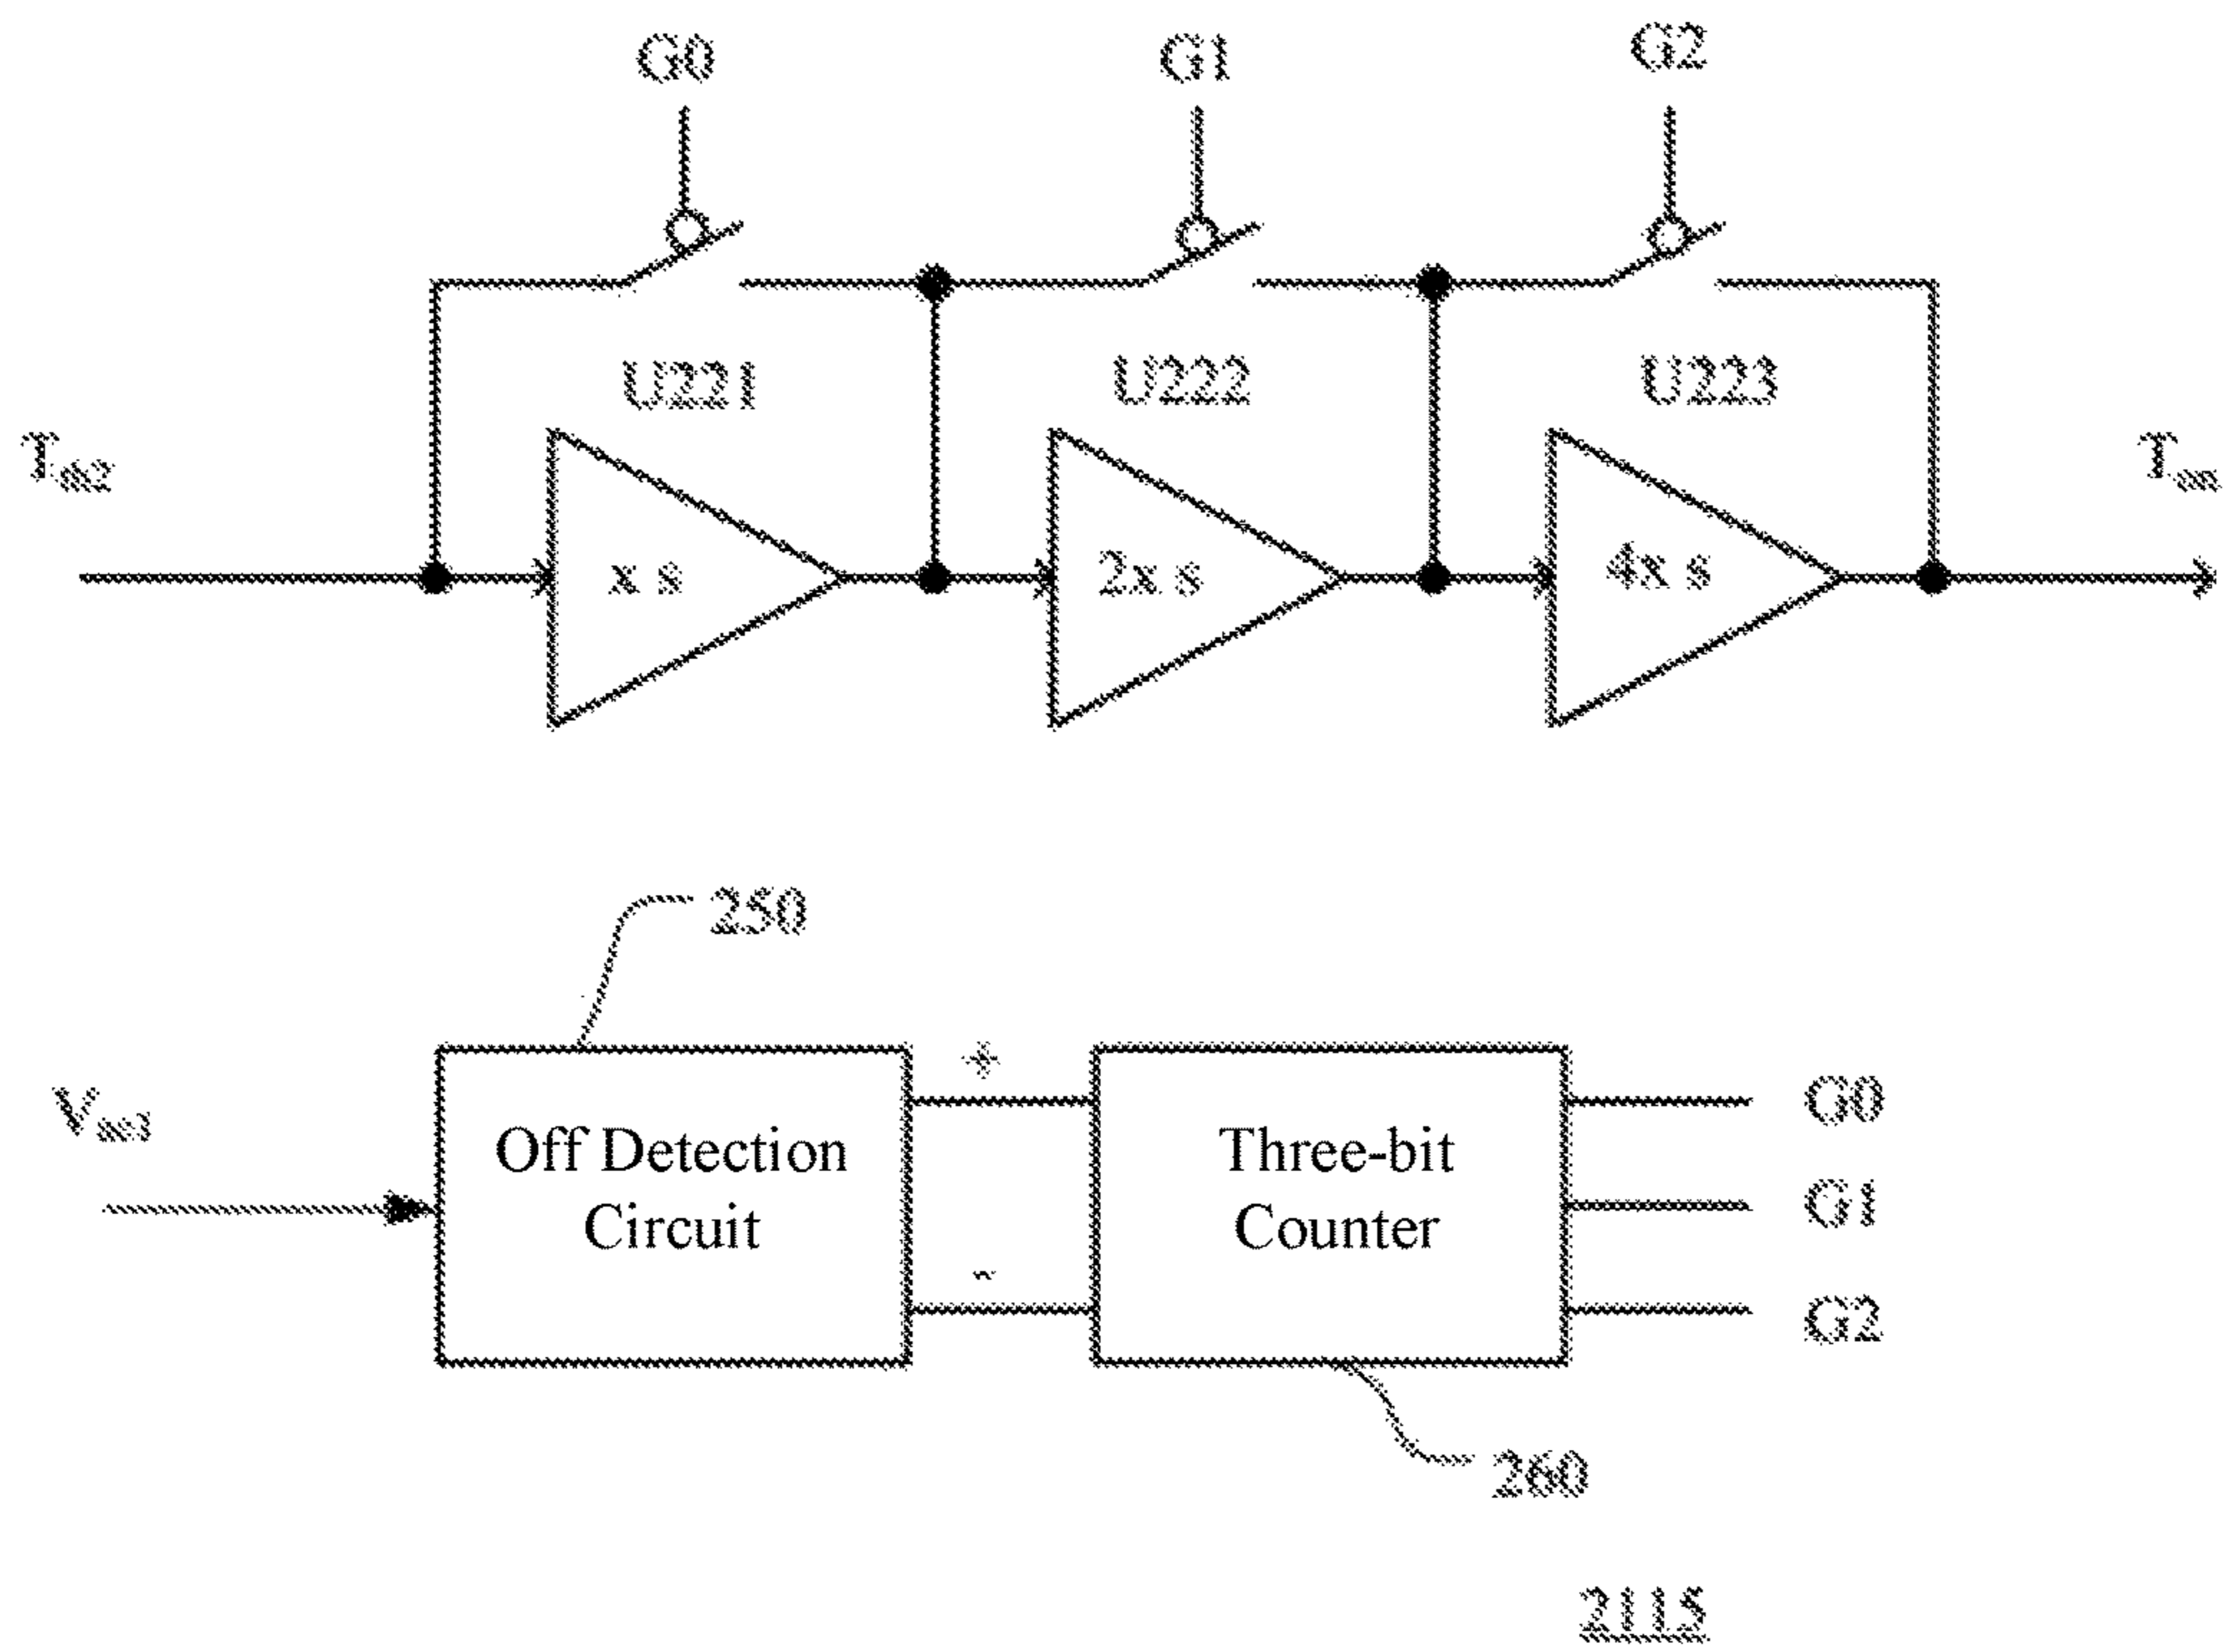 G0
G1
G2
U221
U222
U223
x s
2x s
4x s
250
+
Off Detection
Circuit
-
Three-bit
Counter
G0
G1
G2
260
2115